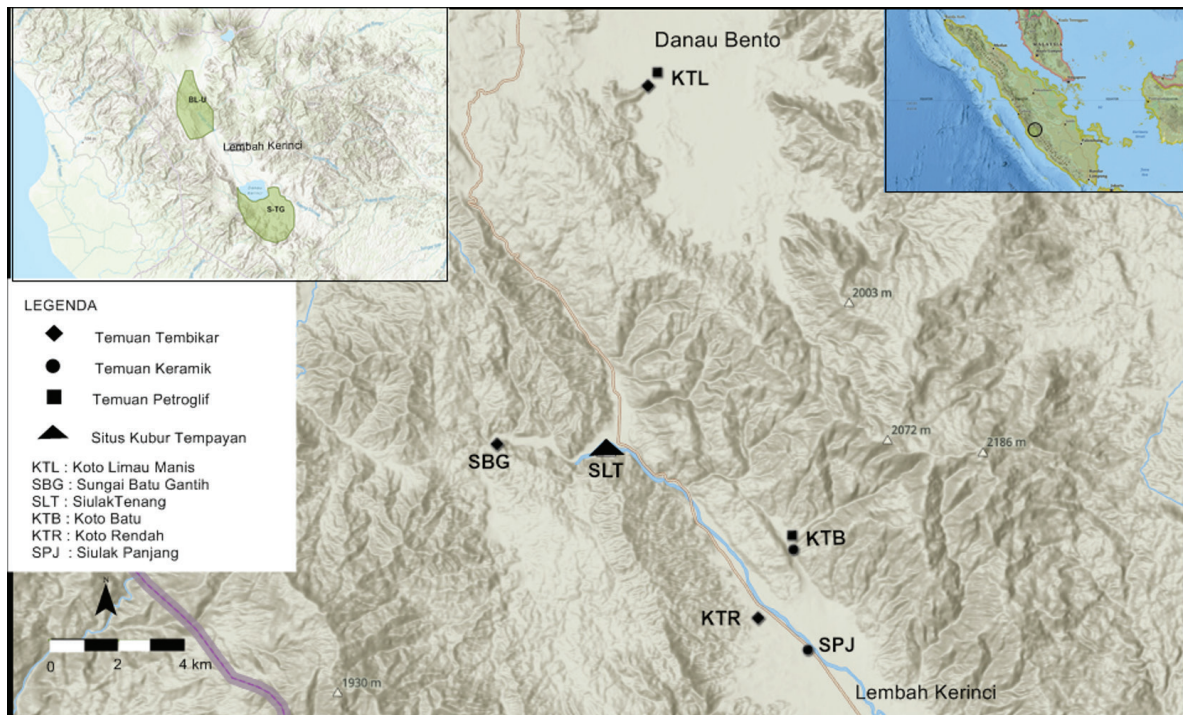 BL-U
Lembah Kerinci
S-TG
Danau Bento
KTL
2003 m
2072 m
2186 m
SBG
SLT
KTB
KTR
SPJ
Lembah Kerinci
1930 m
LEGENDA
Temuan Tembikar
Temuan Keramik
Temuan Petroglif
Situs Kubur Tempayan
KTL : Koto Limau Manis
SBG : Sungai Batu Gantih
SLT : SiulakTenang
KTB : Koto Batu
KTR : Koto Rendah
SPJ : Siulak Panjang
N
0 2 4 km